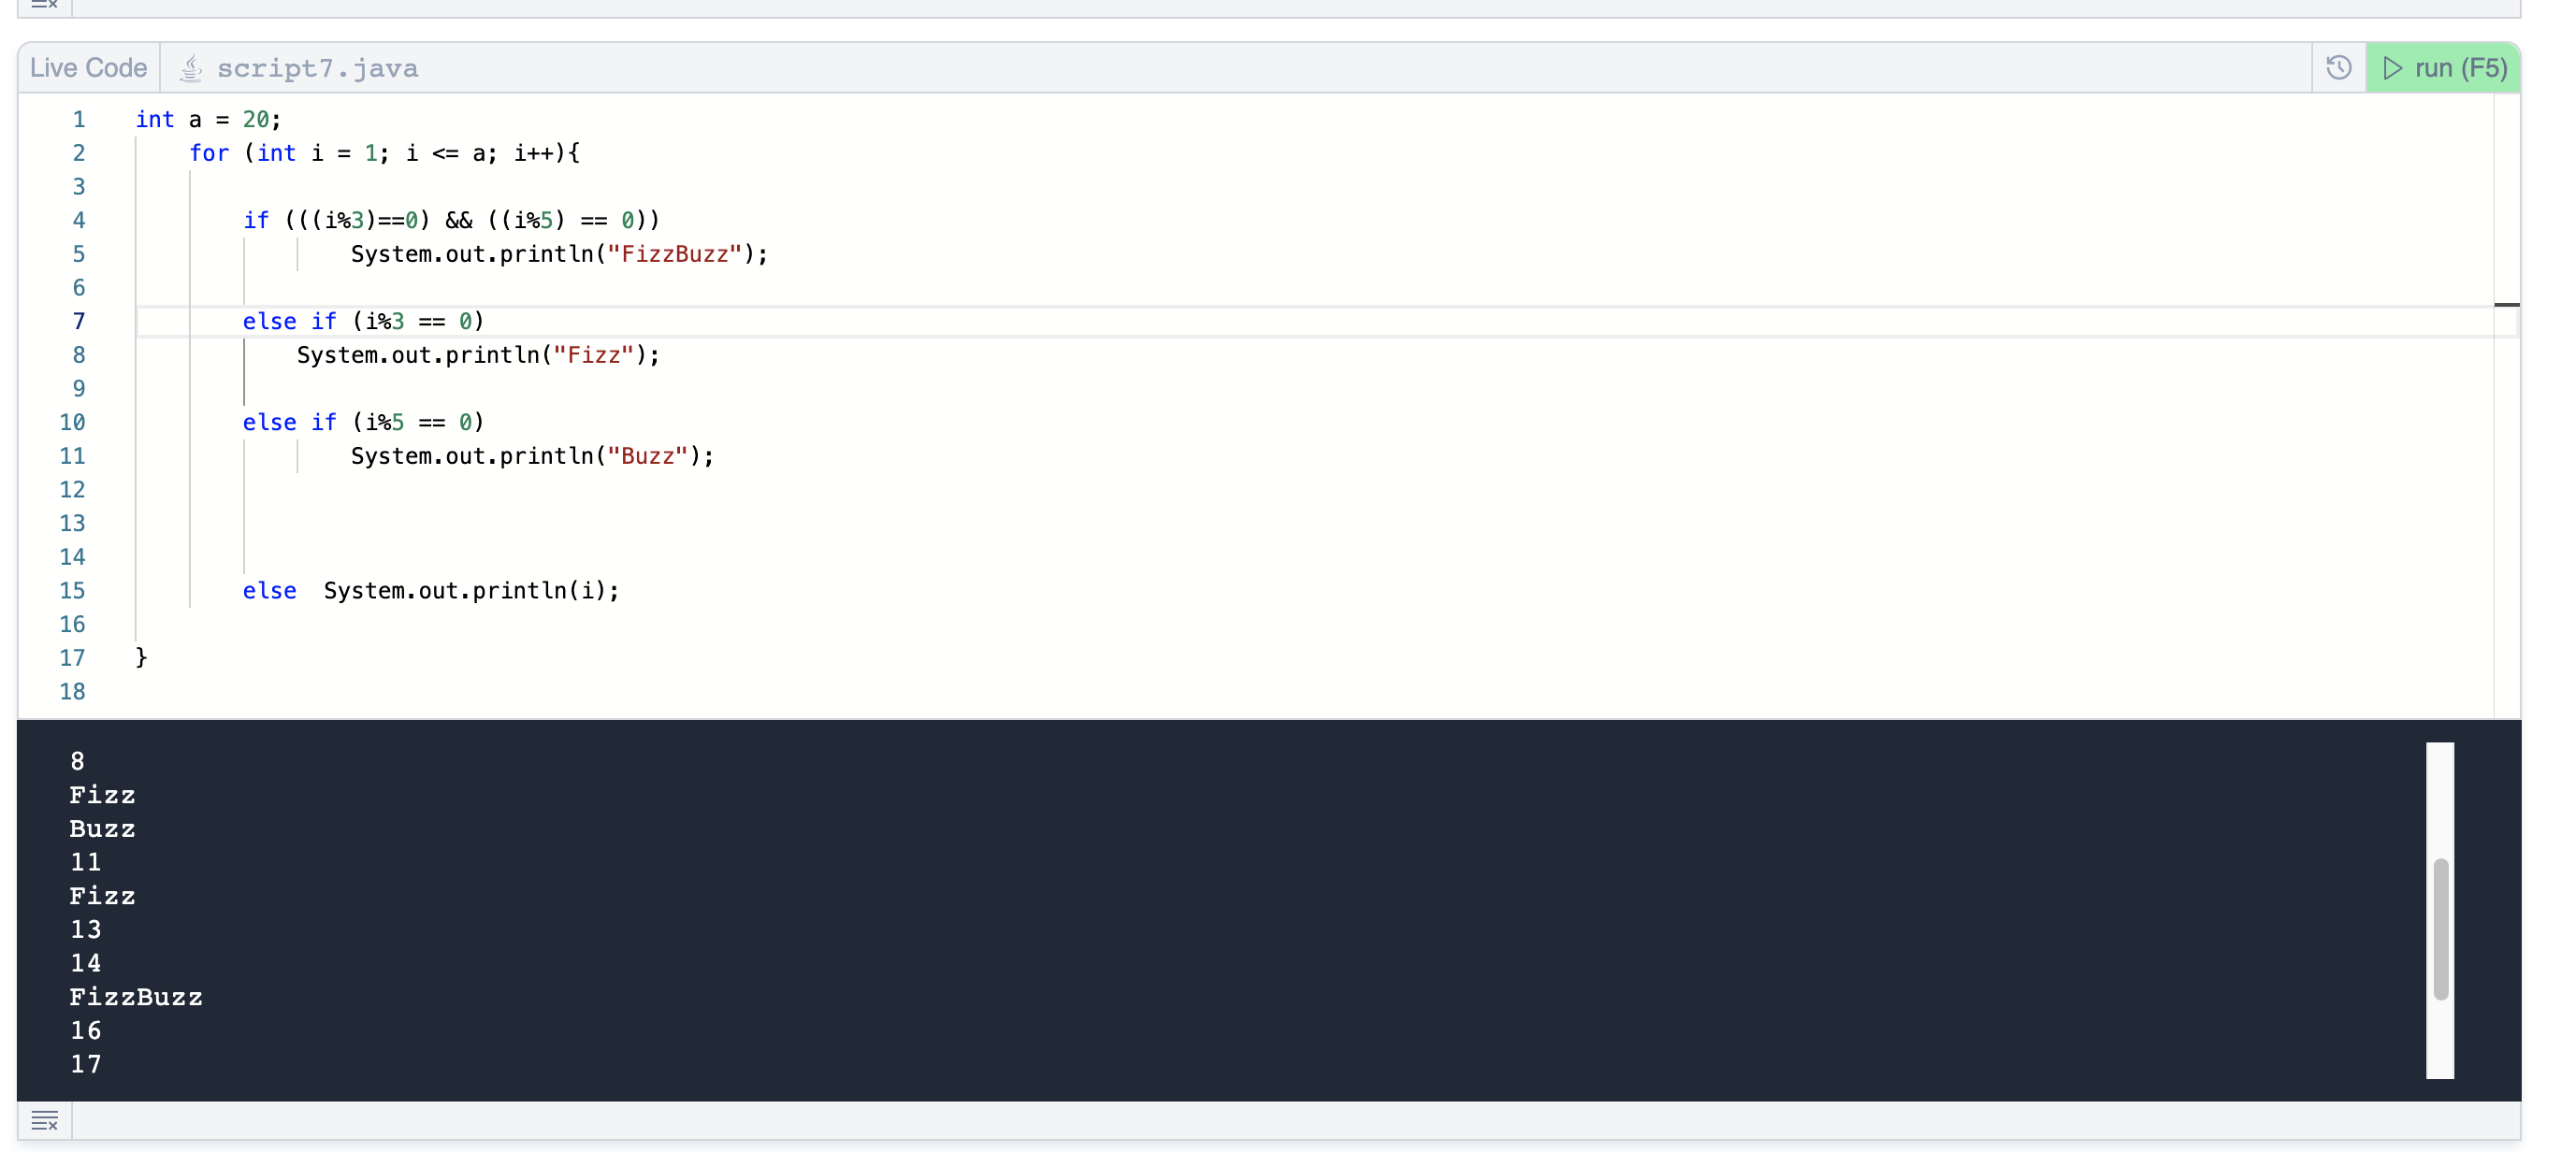 Live Code script7.java run (F5)
1 int a = 20;
2 for (int i = 1; i <= a; i++){
3
4 if (((i%3)==0) && ((i%5) == 0))
5 System.out.println("FizzBuzz");
6
7 else if (i%3 == 0)
8 System.out.println("Fizz");
9
10 else if (i%5 == 0)
11 System.out.println("Buzz");
12
13
14
15 else  System.out.println(i);
16
17 }
18
8
Fizz
Buzz
11
Fizz
13
14
FizzBuzz
16
17